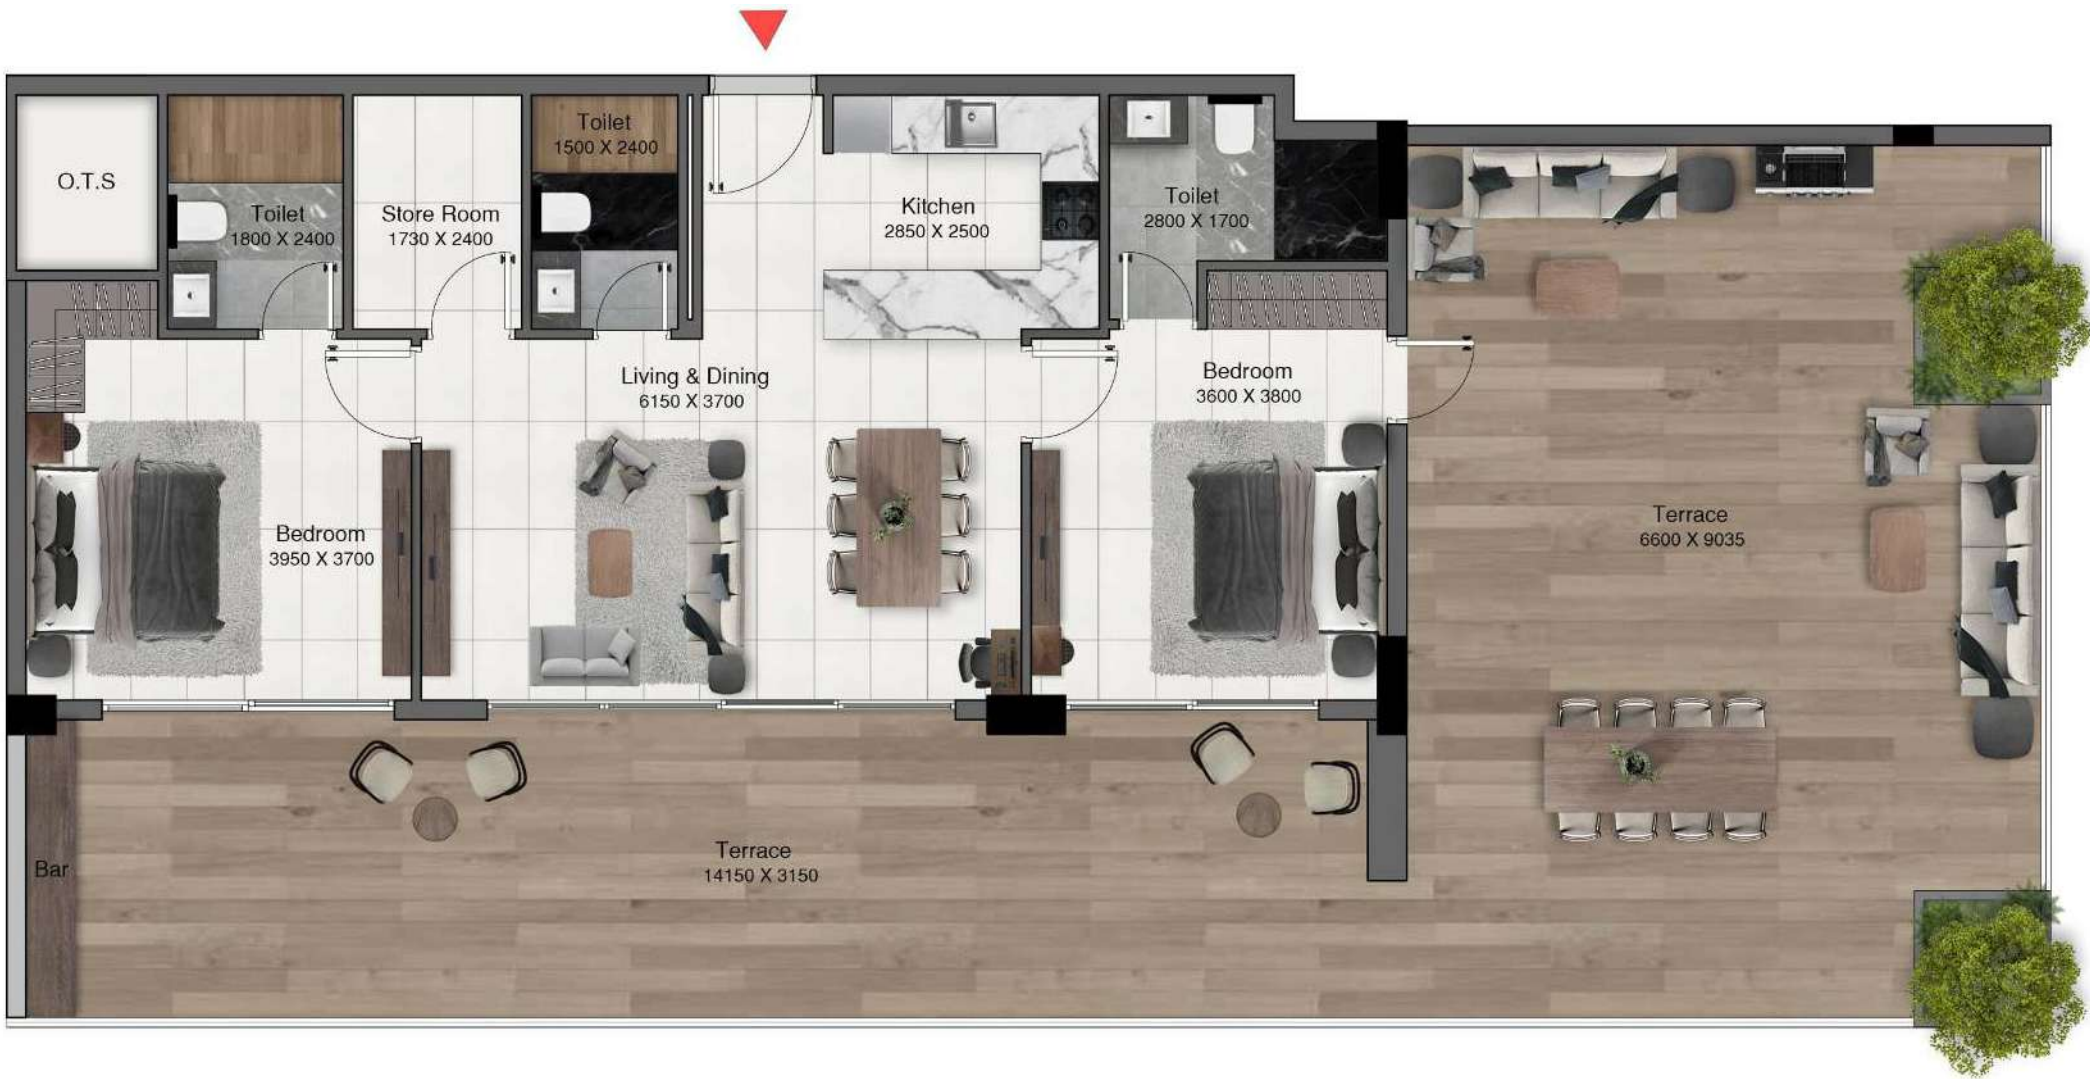 O.T.S
Toilet
1800 X 2400
Store Room
1730 X 2400
Toilet
1500 X 2400
Kitchen
2850 X 2500
Toilet
2800 X 1700
Living & Dining
6150 X 3700
Bedroom
3600 X 3800
Bedroom
3950 X 3700
Terrace
6600 X 9035
Terrace
14150 X 3150
Bar